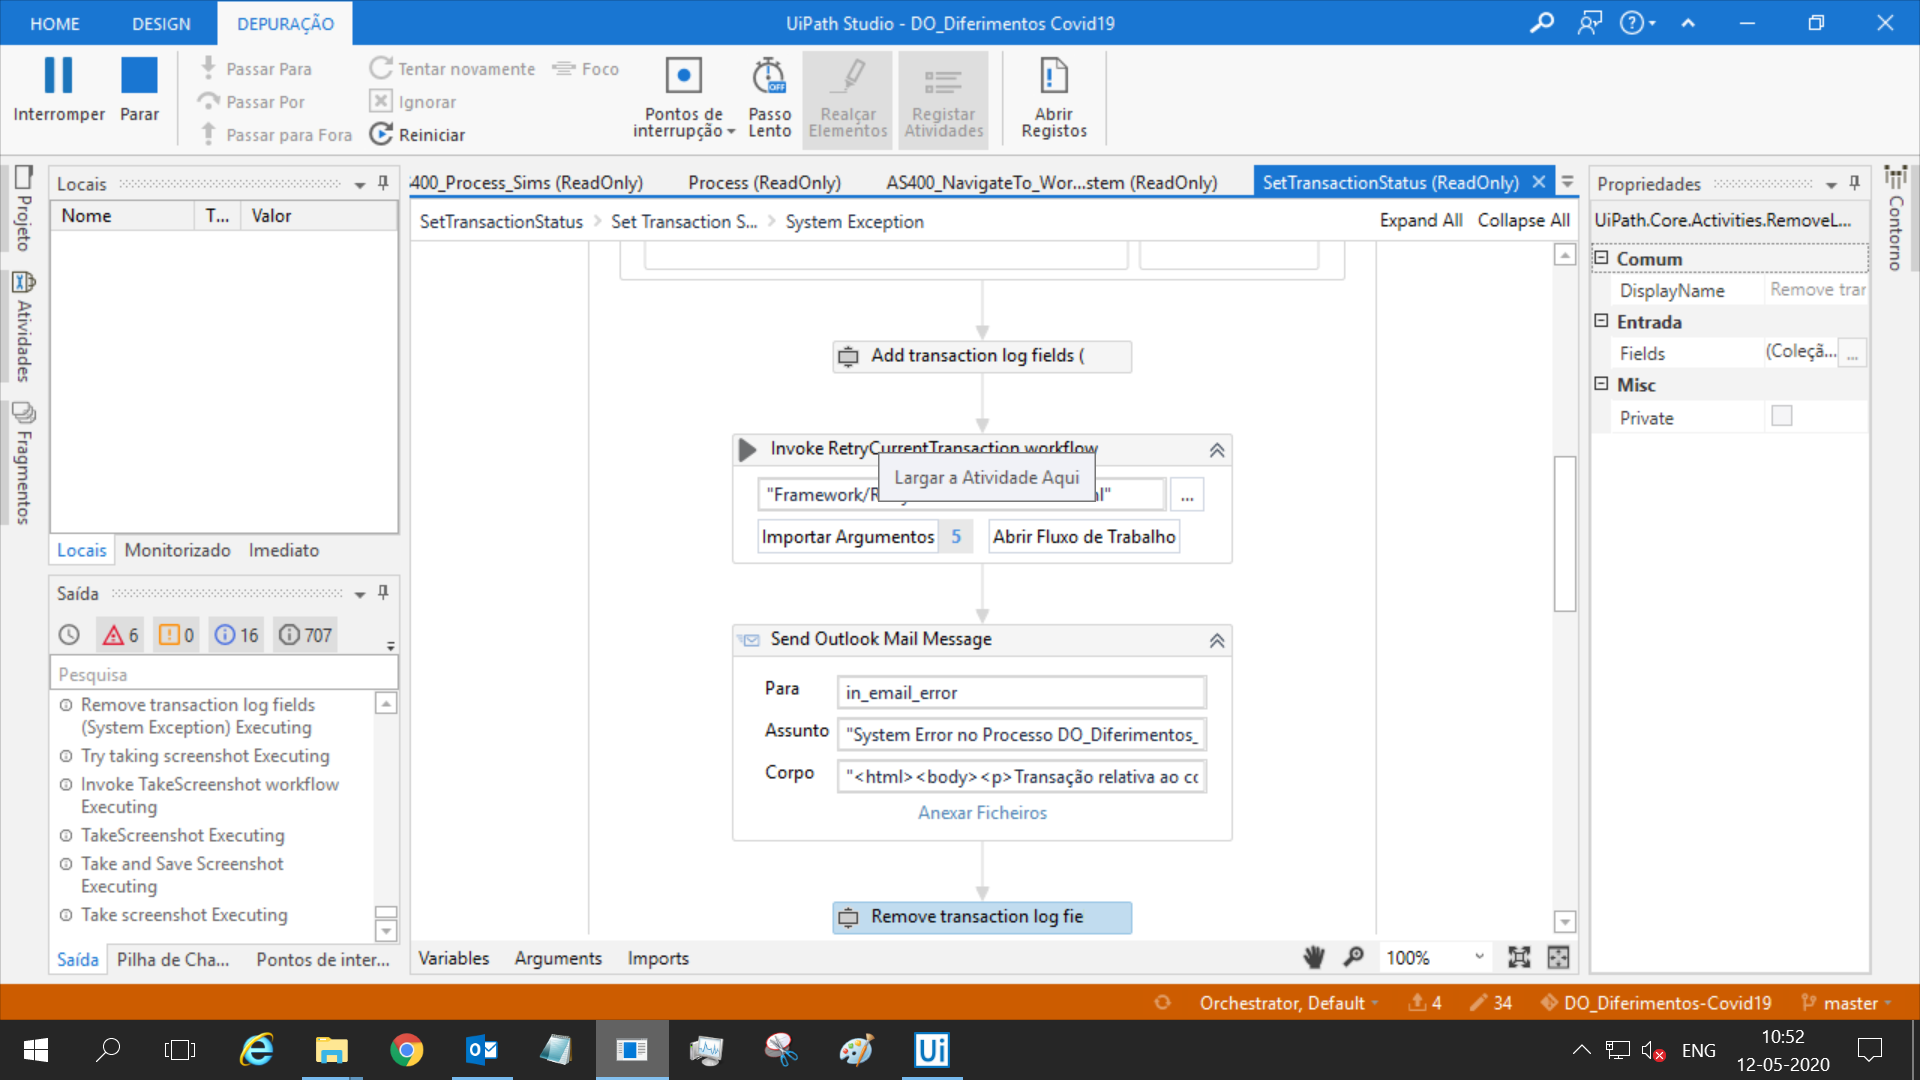 HOME
DESIGN
DEPURAÇÃO
UiPath Studio - DO_Diferimentos Covid19
Interromper
Parar
Passar Para
Passar Por
Passar para Fora
Tentar novamente
Ignorar
Reiniciar
Foco
Pontos de
interrupção
OFF
Passo
Lento
Realçar
Elementos
Registar
Atividades
Abrir
Registos
Projeto
Atividades
Fragmentos
Locais
Nome
T...
Valor
Locais
Monitorizado
Imediato
Saída
6
0
16
707
Pesquisa
Remove transaction log fields
(System Exception) Executing
Try taking screenshot Executing
Invoke TakeScreenshot workflow
Executing
TakeScreenshot Executing
Take and Save Screenshot
Executing
Take screenshot Executing
Saída
Pilha de Cha...
Pontos de inter...
400_Process_Sims (ReadOnly)
Process (ReadOnly)
AS400_NavigateTo_Wor...stem (ReadOnly)
SetTransactionStatus (ReadOnly)
SetTransactionStatus
Set Transaction S...
System Exception
Expand All
Collapse All
Add transaction log fields (
Invoke RetryCurrentTransaction workflow
Largar a Atividade Aqui
"Framework/R
l"
...
Importar Argumentos
5
Abrir Fluxo de Trabalho
Send Outlook Mail Message
Para
in_email_error
Assunto
"System Error no Processo DO_Diferimentos_
Corpo
"<html><body><p>Transação relativa ao co
Anexar Ficheiros
Remove transaction log fie
Variables
Arguments
Imports
100%
Propriedades
UiPath.Core.Activities.RemoveL...
Comum
DisplayName
Remove trar
Entrada
Fields
(Coleçã...
...
Misc
Private
Contorno
Orchestrator, Default
4
34
DO_Diferimentos-Covid19
master
Ui
ENG
10:52
12-05-2020